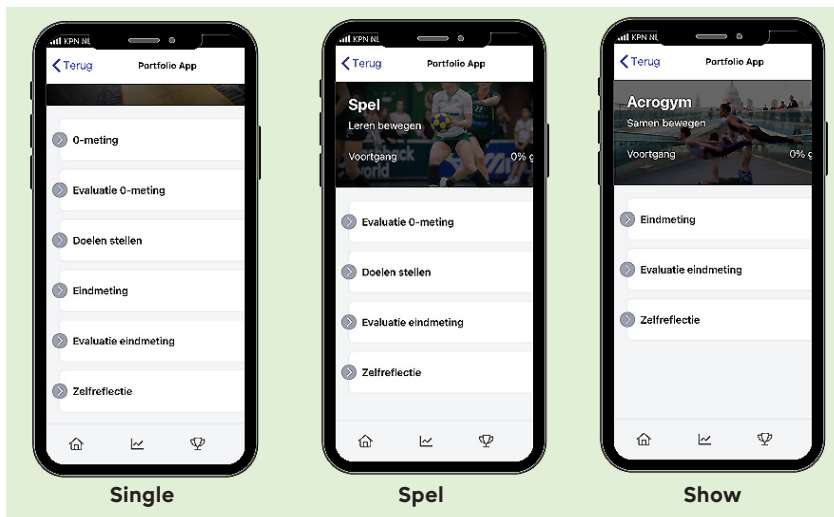 KPN NL
Terug
Portfolio App
0-meting
Evaluatie 0-meting
Doelen stellen
Eindmeting
Evaluatie eindmeting
Zelfreflectie
Single
KPN NL
Terug
Portfolio App
Spel
Leren bewegen
Voortgang 0% g
Evaluatie 0-meting
Doelen stellen
Evaluatie eindmeting
Zelfreflectie
Spel
KPN NL
Terug
Portfolio App
Acrogym
Samen bewegen
Voortgang 0% g
Eindmeting
Evaluatie eindmeting
Zelfreflectie
Show